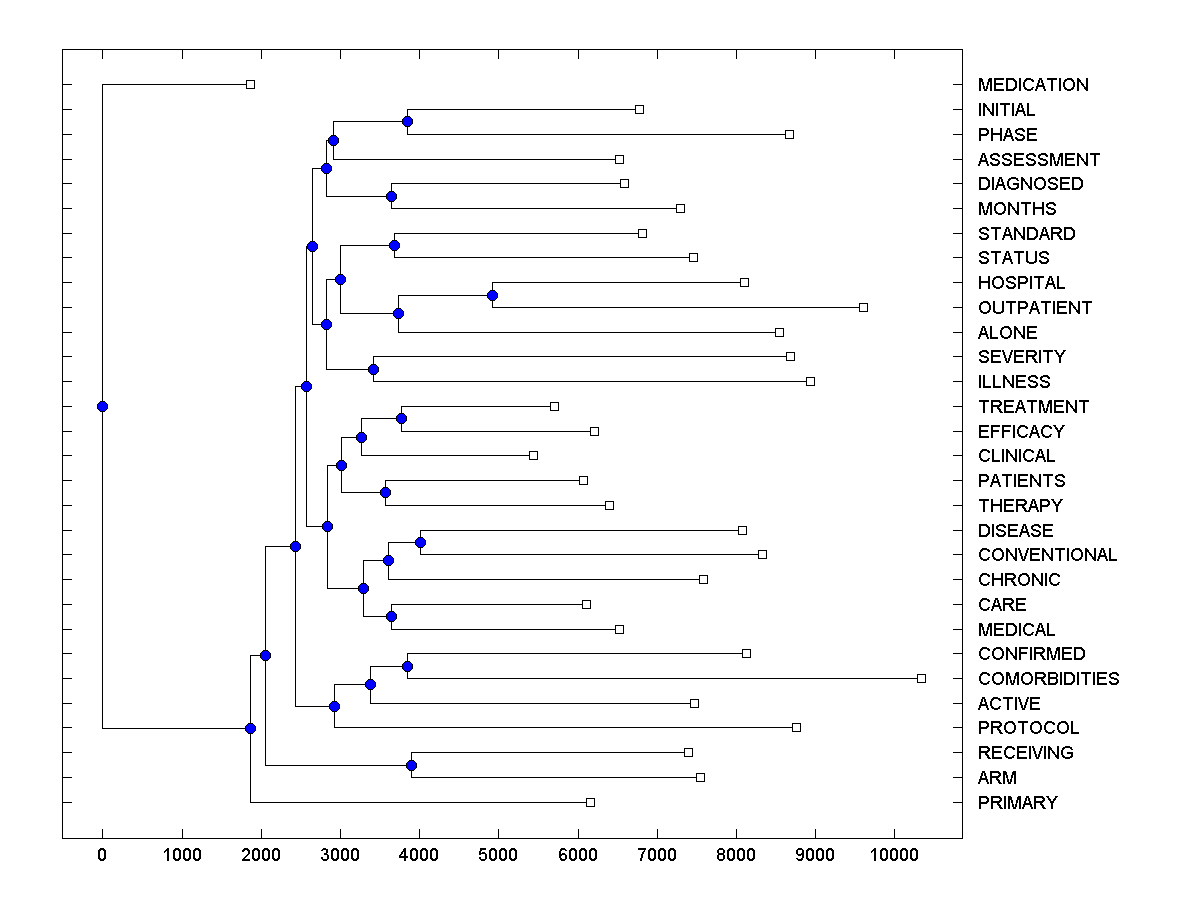 MEDICATION
INITIAL
PHASE
ASSESSMENT
DIAGNOSED
MONTHS
STANDARD
STATUS
HOSPITAL
OUTPATIENT
ALONE
SEVERITY
ILLNESS
TREATMENT
EFFICACY
CLINICAL
PATIENTS
THERAPY
DISEASE
CONVENTIONAL
CHRONIC
CARE
MEDICAL
CONFIRMED
COMORBIDITIES
ACTIVE
PROTOCOL
RECEIVING
ARM
PRIMARY
0 1000 2000 3000 4000 5000 6000 7000 8000 9000 10000